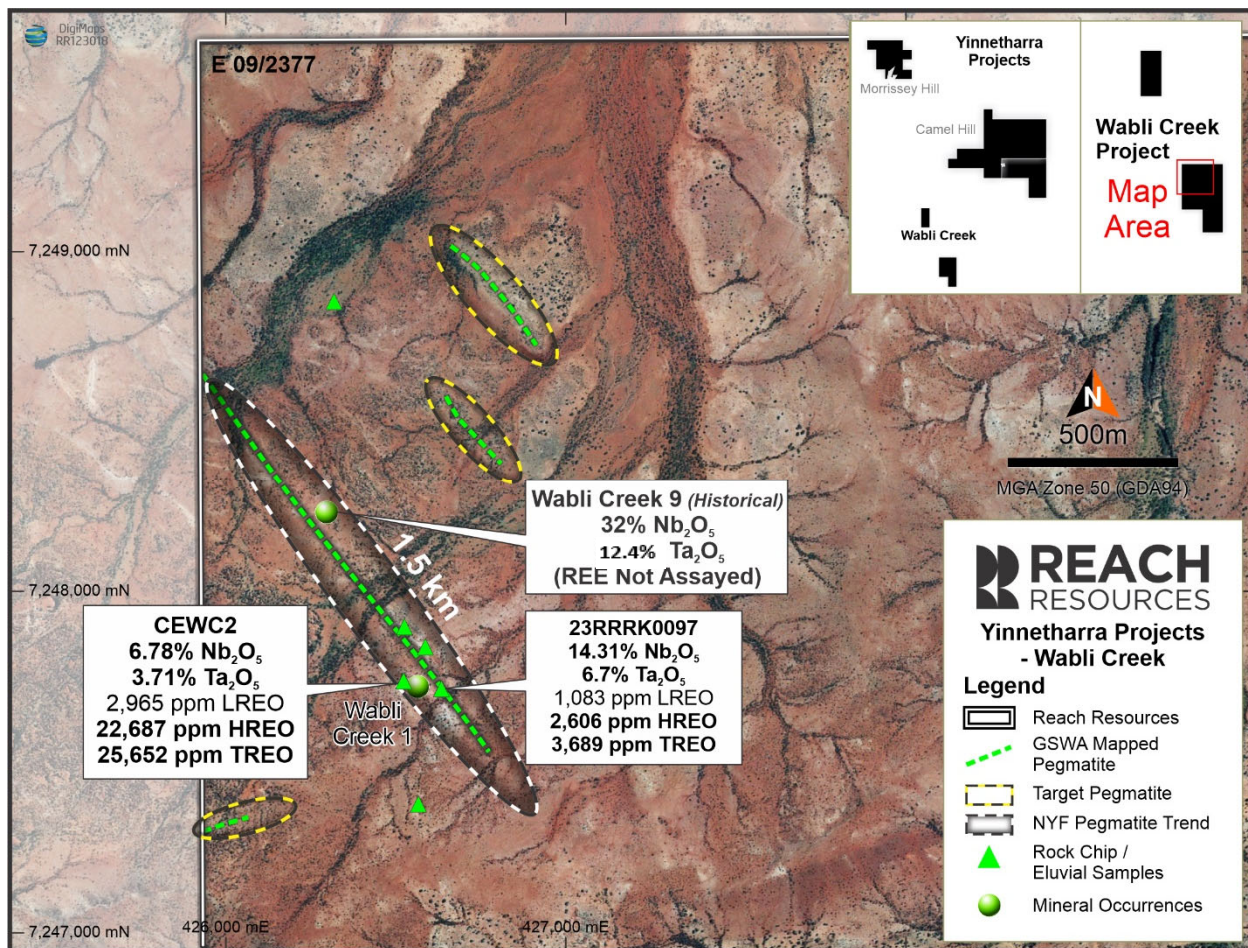 DigiMaps
RR123018
E 09/2377
Yinnetharra
Projects
Morrissey Hill
Camel Hill
Wabli Creek
Wabli Creek
Project
Map
Area
7,249,000 mN
N
500m
MGA Zone 50 (GDA94)
Wabli Creek 9 (Historical)
32% Nb₂O₅
12.4% Ta₂O₅
(REE Not Assayed)
7,248,000 mN
1.5 km
CEWC2
6.78% Nb₂O₅
3.71% Ta₂O₅
2,965 ppm LREO
22,687 ppm HREO
25,652 ppm TREO
23RRRK0097
14.31% Nb₂O₅
6.7% Ta₂O₅
1,083 ppm LREO
2,606 ppm HREO
3,689 ppm TREO
Wabli
Creek 1
REACH
RESOURCES
Yinnetharra Projects
- Wabli Creek
Legend
Reach Resources
GSWA Mapped
Pegmatite
Target Pegmatite
NYF Pegmatite Trend
Rock Chip /
Eluvial Samples
Mineral Occurrences
7,247,000 mN
426,000 mE
427,000 mE